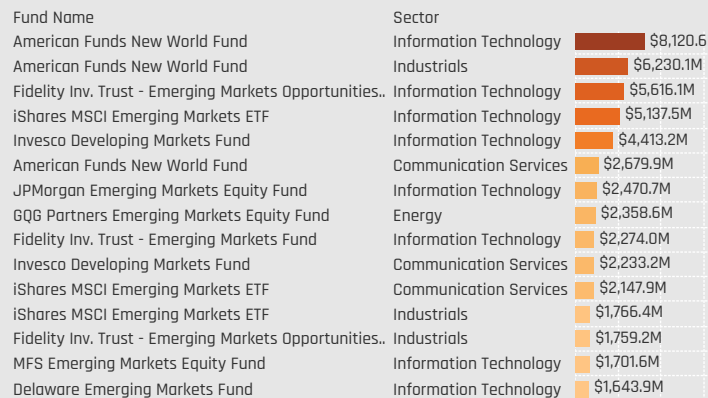 Fund Name Sector
American Funds New World Fund Information Technology $8,120.6
American Funds New World Fund Industrials $6,230.1M
Fidelity Inv. Trust - Emerging Markets Opportunities.. Information Technology $5,616.1M
iShares MSCI Emerging Markets ETF Information Technology $5,137.5M
Invesco Developing Markets Fund Information Technology $4,413.2M
American Funds New World Fund Communication Services $2,679.9M
JPMorgan Emerging Markets Equity Fund Information Technology $2,470.7M
GQG Partners Emerging Markets Equity Fund Energy $2,358.6M
Fidelity Inv. Trust - Emerging Markets Fund Information Technology $2,274.0M
Invesco Developing Markets Fund Communication Services $2,233.2M
iShares MSCI Emerging Markets ETF Communication Services $2,147.9M
iShares MSCI Emerging Markets ETF Industrials $1,766.4M
Fidelity Inv. Trust - Emerging Markets Opportunities.. Industrials $1,759.2M
MFS Emerging Markets Equity Fund Information Technology $1,701.6M
Delaware Emerging Markets Fund Information Technology $1,643.9M